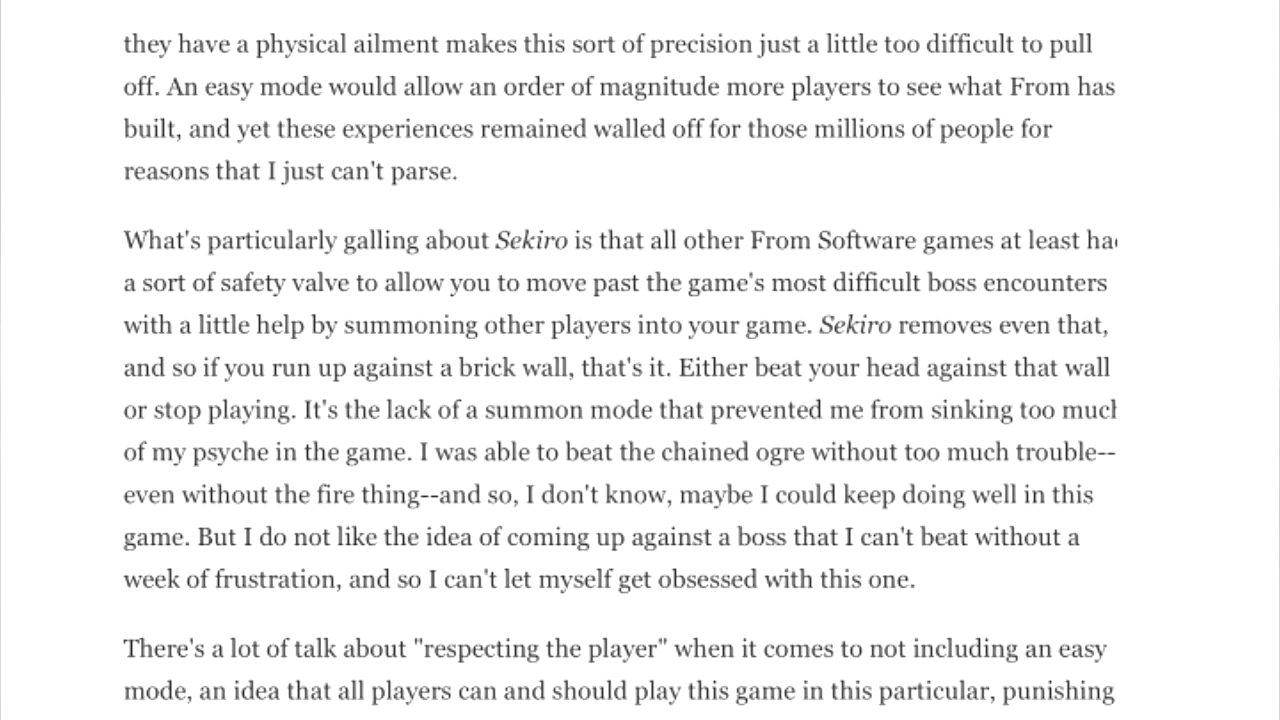 they have a physical ailment makes this sort of precision just a little too difficult to pull
off. An easy mode would allow an order of magnitude more players to see what From has
built, and yet these experiences remained walled off for those millions of people for
reasons that I just can't parse.
What's particularly galling about Sekiro is that all other From Software games at least ha
a sort of safety valve to allow you to move past the game's most difficult boss encounters
with a little help by summoning other players into your game. Sekiro removes even that,
and so if you run up against a brick wall, that's it. Either beat your head against that wall
or stop playing. It's the lack of a summon mode that prevented me from sinking too much
of my psyche in the game. I was able to beat the chained ogre without too much trouble--
even without the fire thing--and so, I don't know, maybe I could keep doing well in this
game. But I do not like the idea of coming up against a boss that I can't beat without a
week of frustration, and so I can't let myself get obsessed with this one.
There's a lot of talk about "respecting the player" when it comes to not including an easy
mode, an idea that all players can and should play this game in this particular, punishing